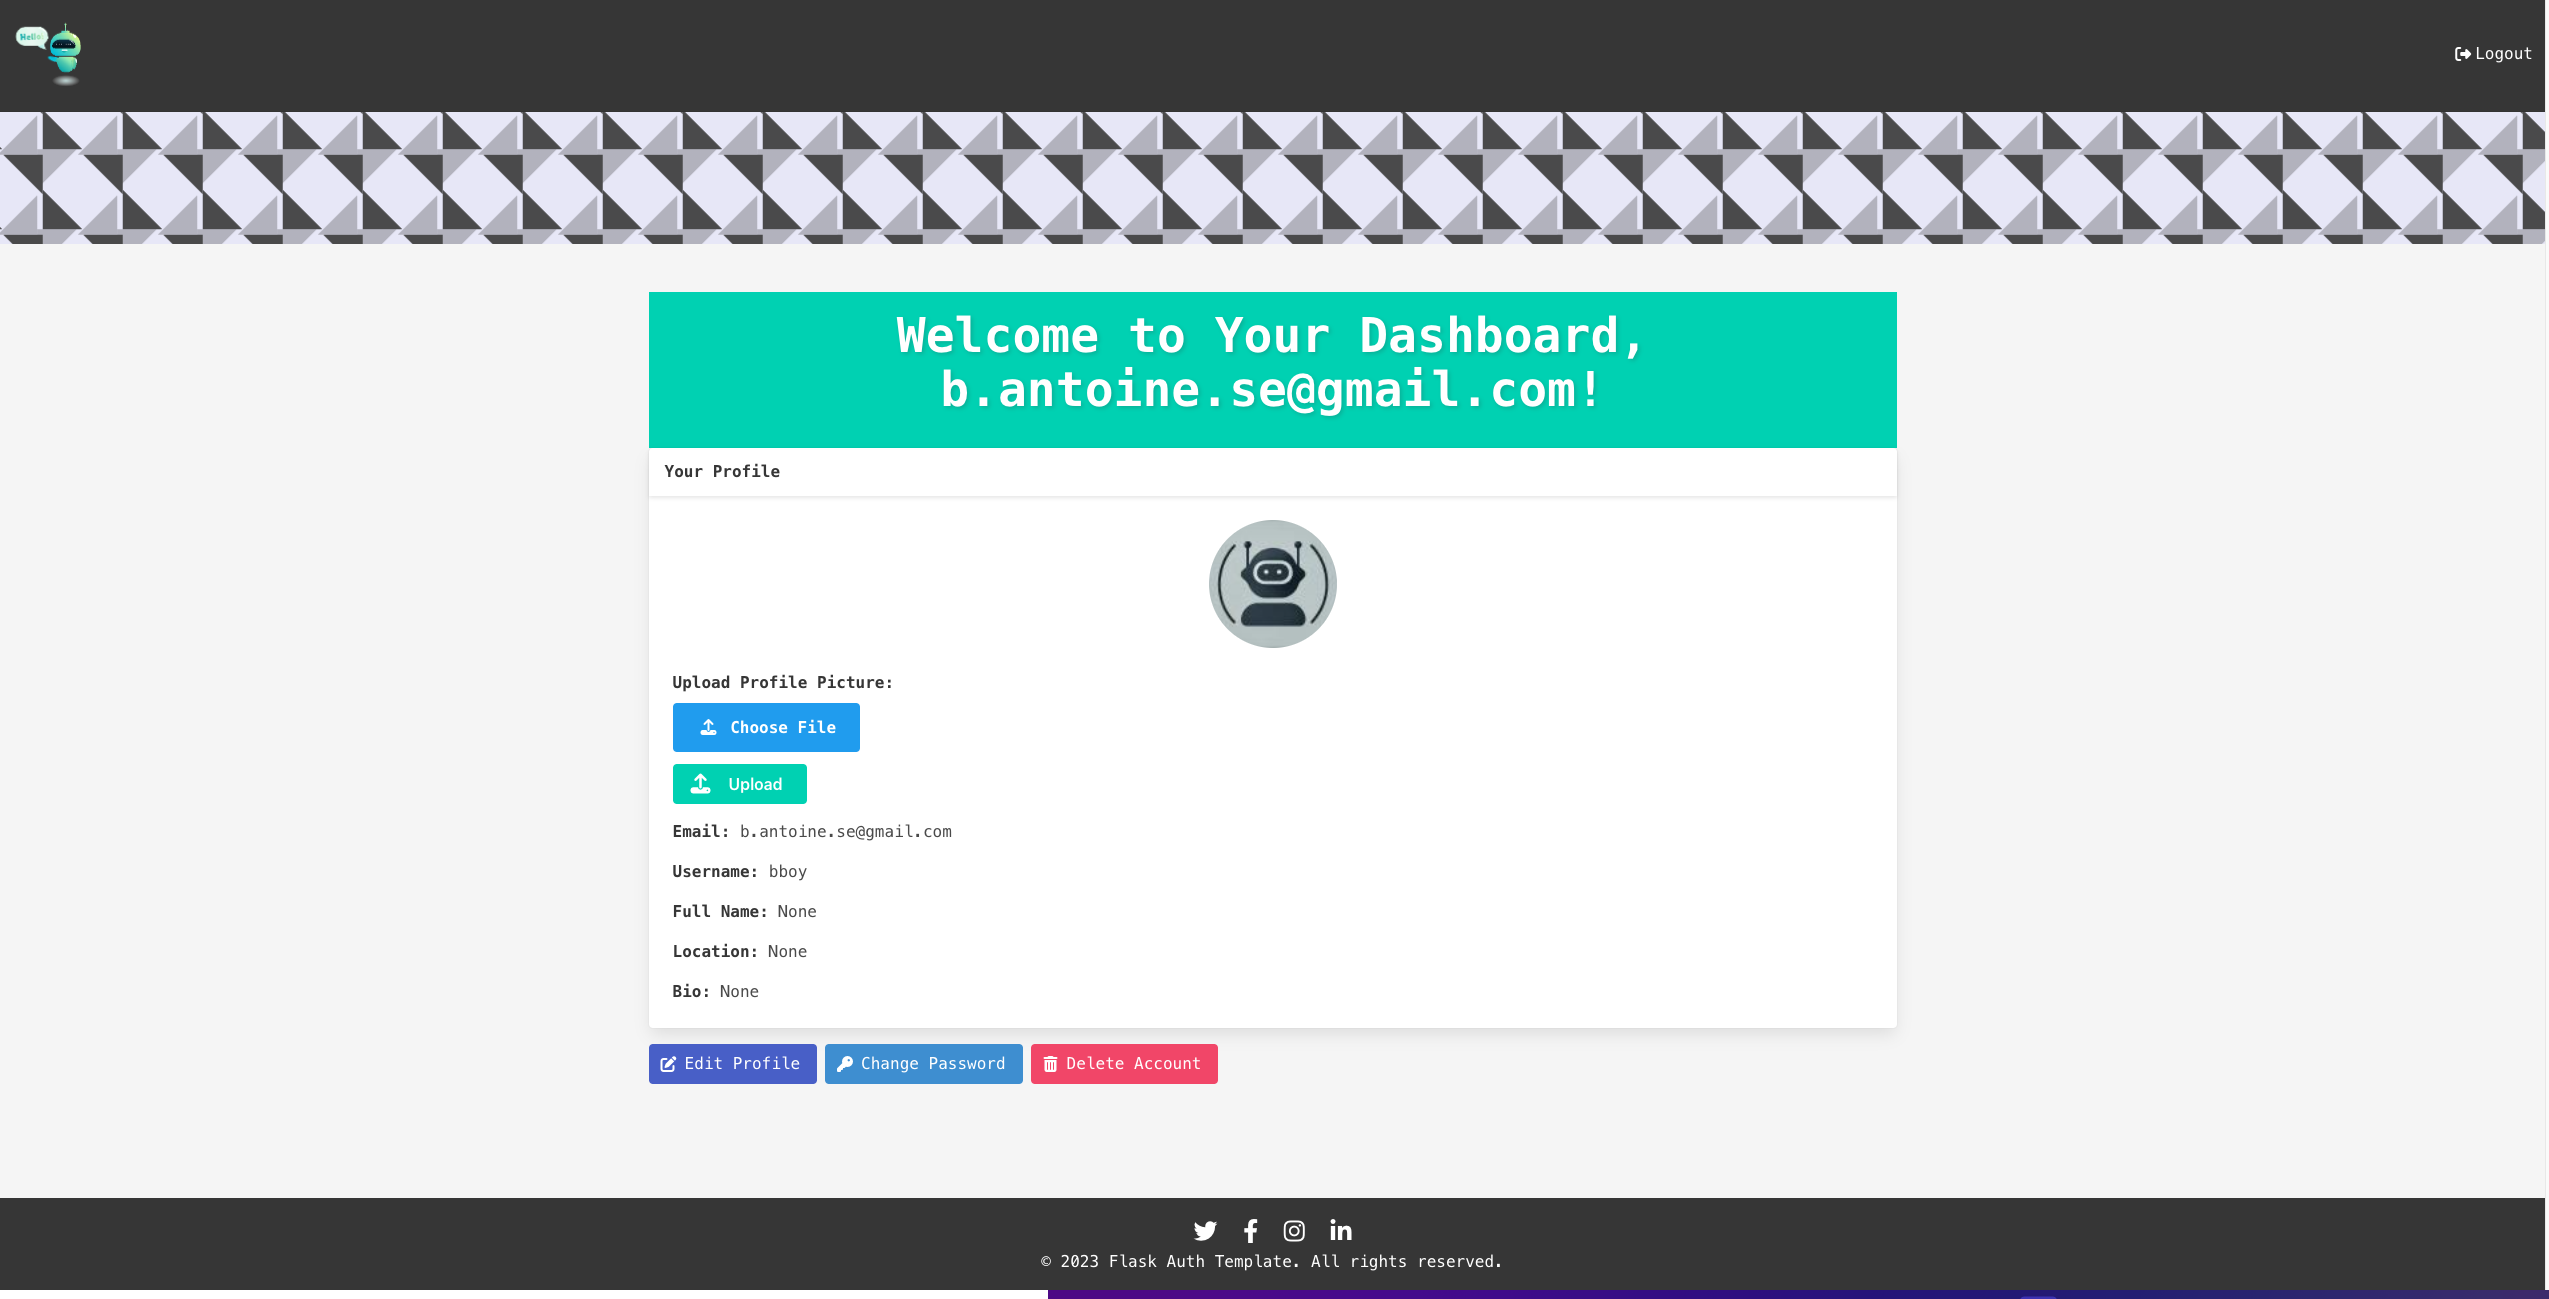 Hello
Logout
Welcome to Your Dashboard,
b.antoine.se@gmail.com!
Your Profile
Upload Profile Picture:
Choose File
Upload
Email: b.antoine.se@gmail.com
Username: bboy
Full Name: None
Location: None
Bio: None
Edit Profile Change Password Delete Account
© 2023 Flask Auth Template. All rights reserved.